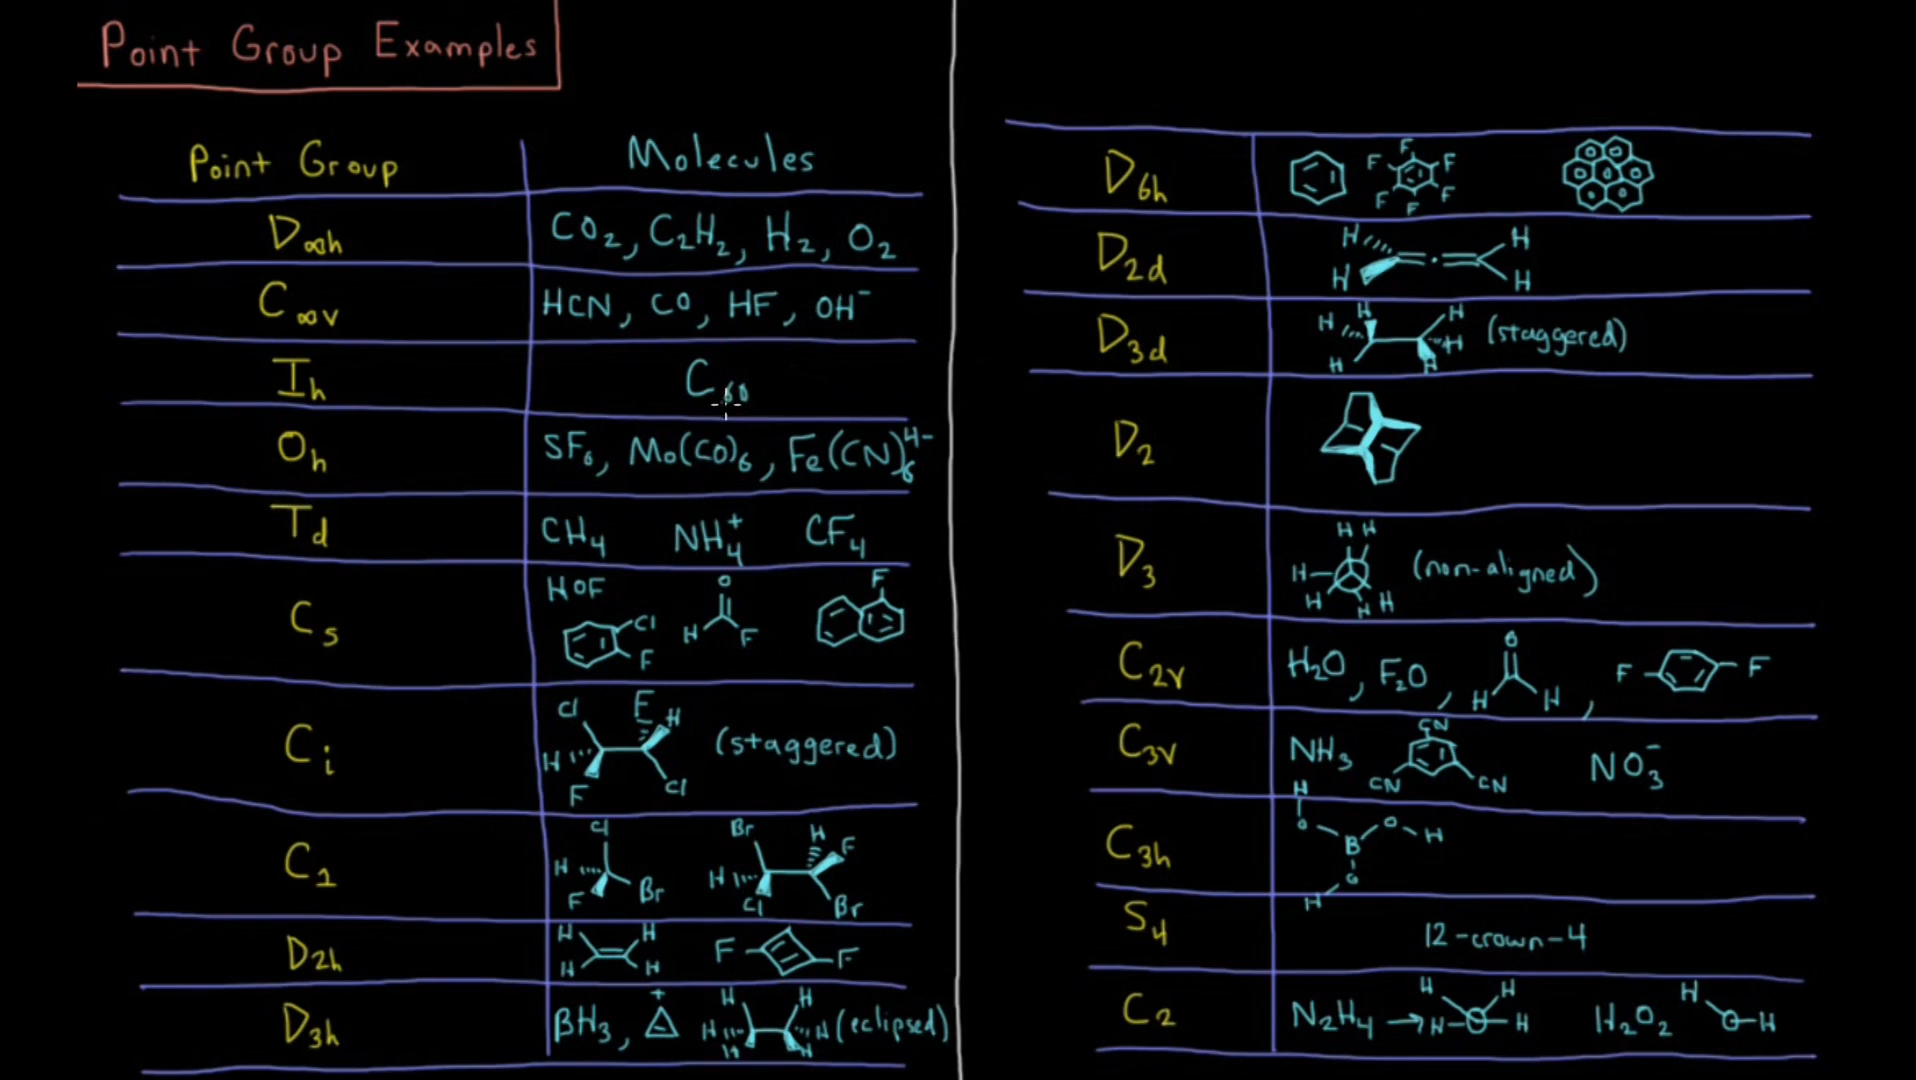 Point Group Examples
Point Group Molecules
D∞h CO₂, C₂H₂, H₂, O₂
C∞v HCN, CO, HF, OH⁻
Ih C₆₀
Oh SF₆, Mo(CO)₆, Fe(CN)₆⁴⁻
Td CH₄ NH₄⁺ CF₄
Cs HOF Cl F O H F F
Ci Cl F H H F Cl (staggered)
C₁ Cl H F Br Br H F H Cl Br
D₂h H H H H F F
D₃h BH₃, + H H H H H H (eclipsed)
D₆h F F F F F F
D₂d H H H H
D₃d H H H H H H (staggered)
D₂
D₃ H H H H H H (non-aligned)
C₂v H₂O, F₂O, O H H, F F
C₃v NH₃ CN CN CN NO₃⁻
C₃h H O B O H O H
S₄ 12-crown-4
C₂ N₂H₄ → H H H H H₂O₂ H O H